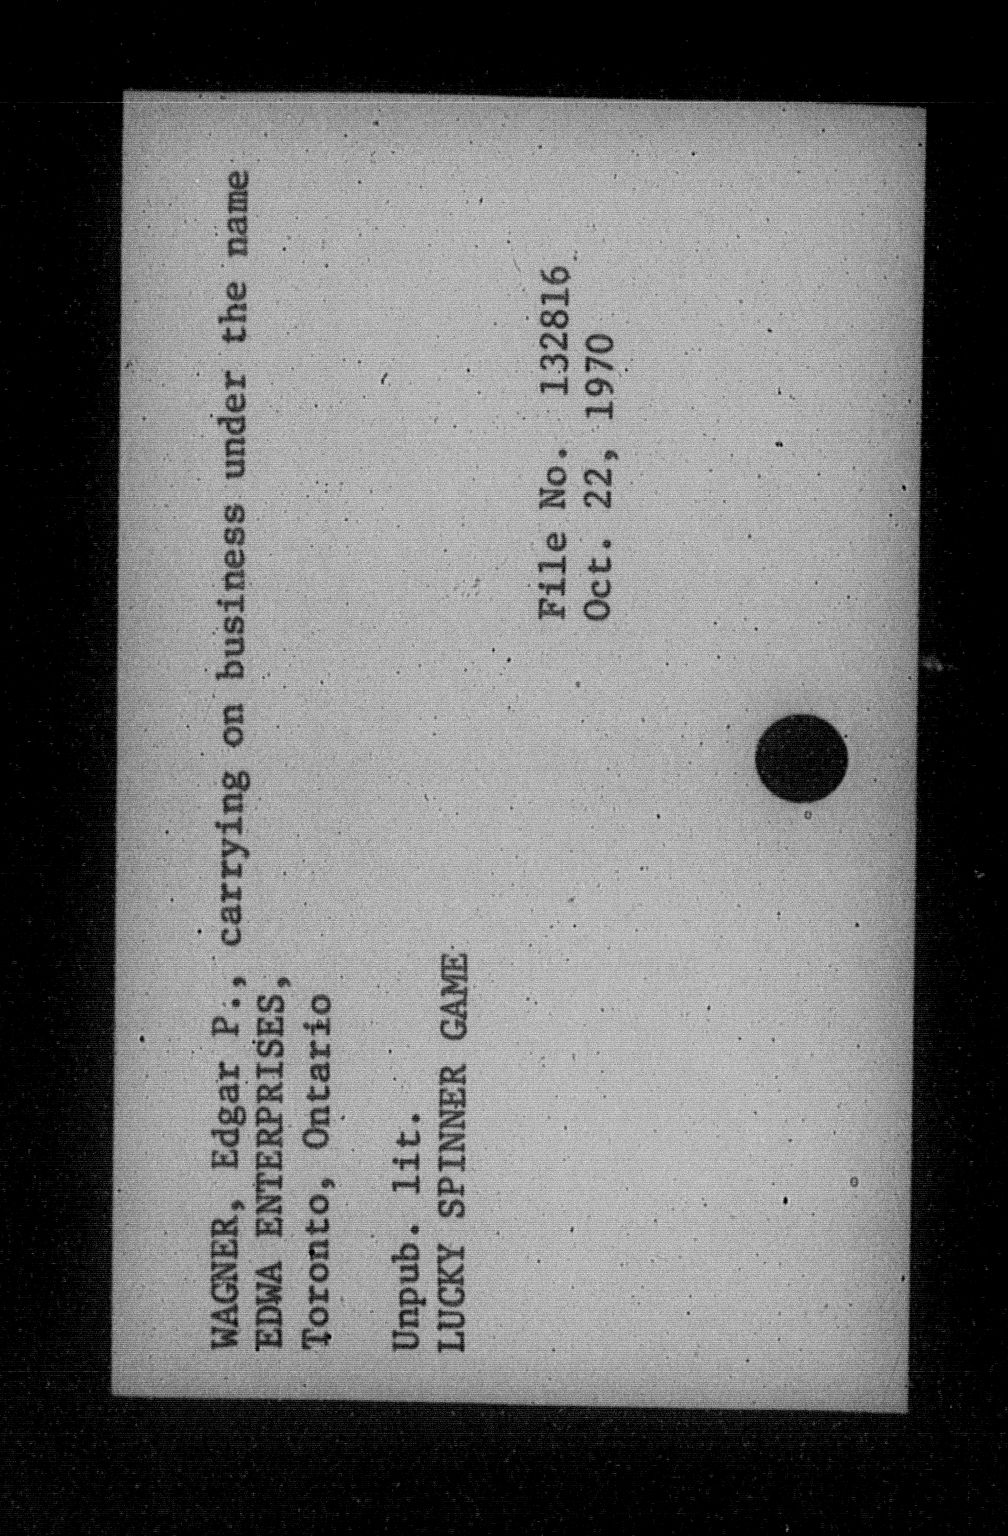 WAGNER, Edgar P., carrying on business under the name
EDWA ENTERPRISES,
Toronto, Ontario
Unpub. lit.
LUCKY SPINNER GAME
File No. 132816
Oct. 22, 1970